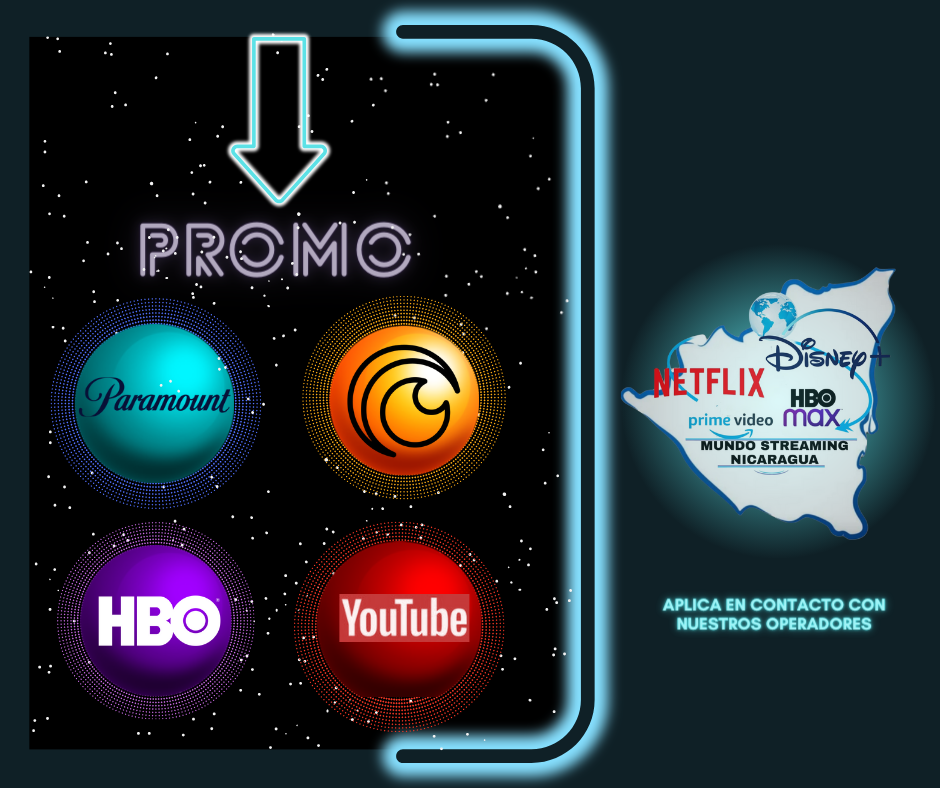 PROMO
Paramount
HBO
YouTube
DISNEY+
NETFLIX
HBO
max
prime video
MUNDO STREAMING
NICARAGUA
APLICA EN CONTACTO CON
NUESTROS OPERADORES